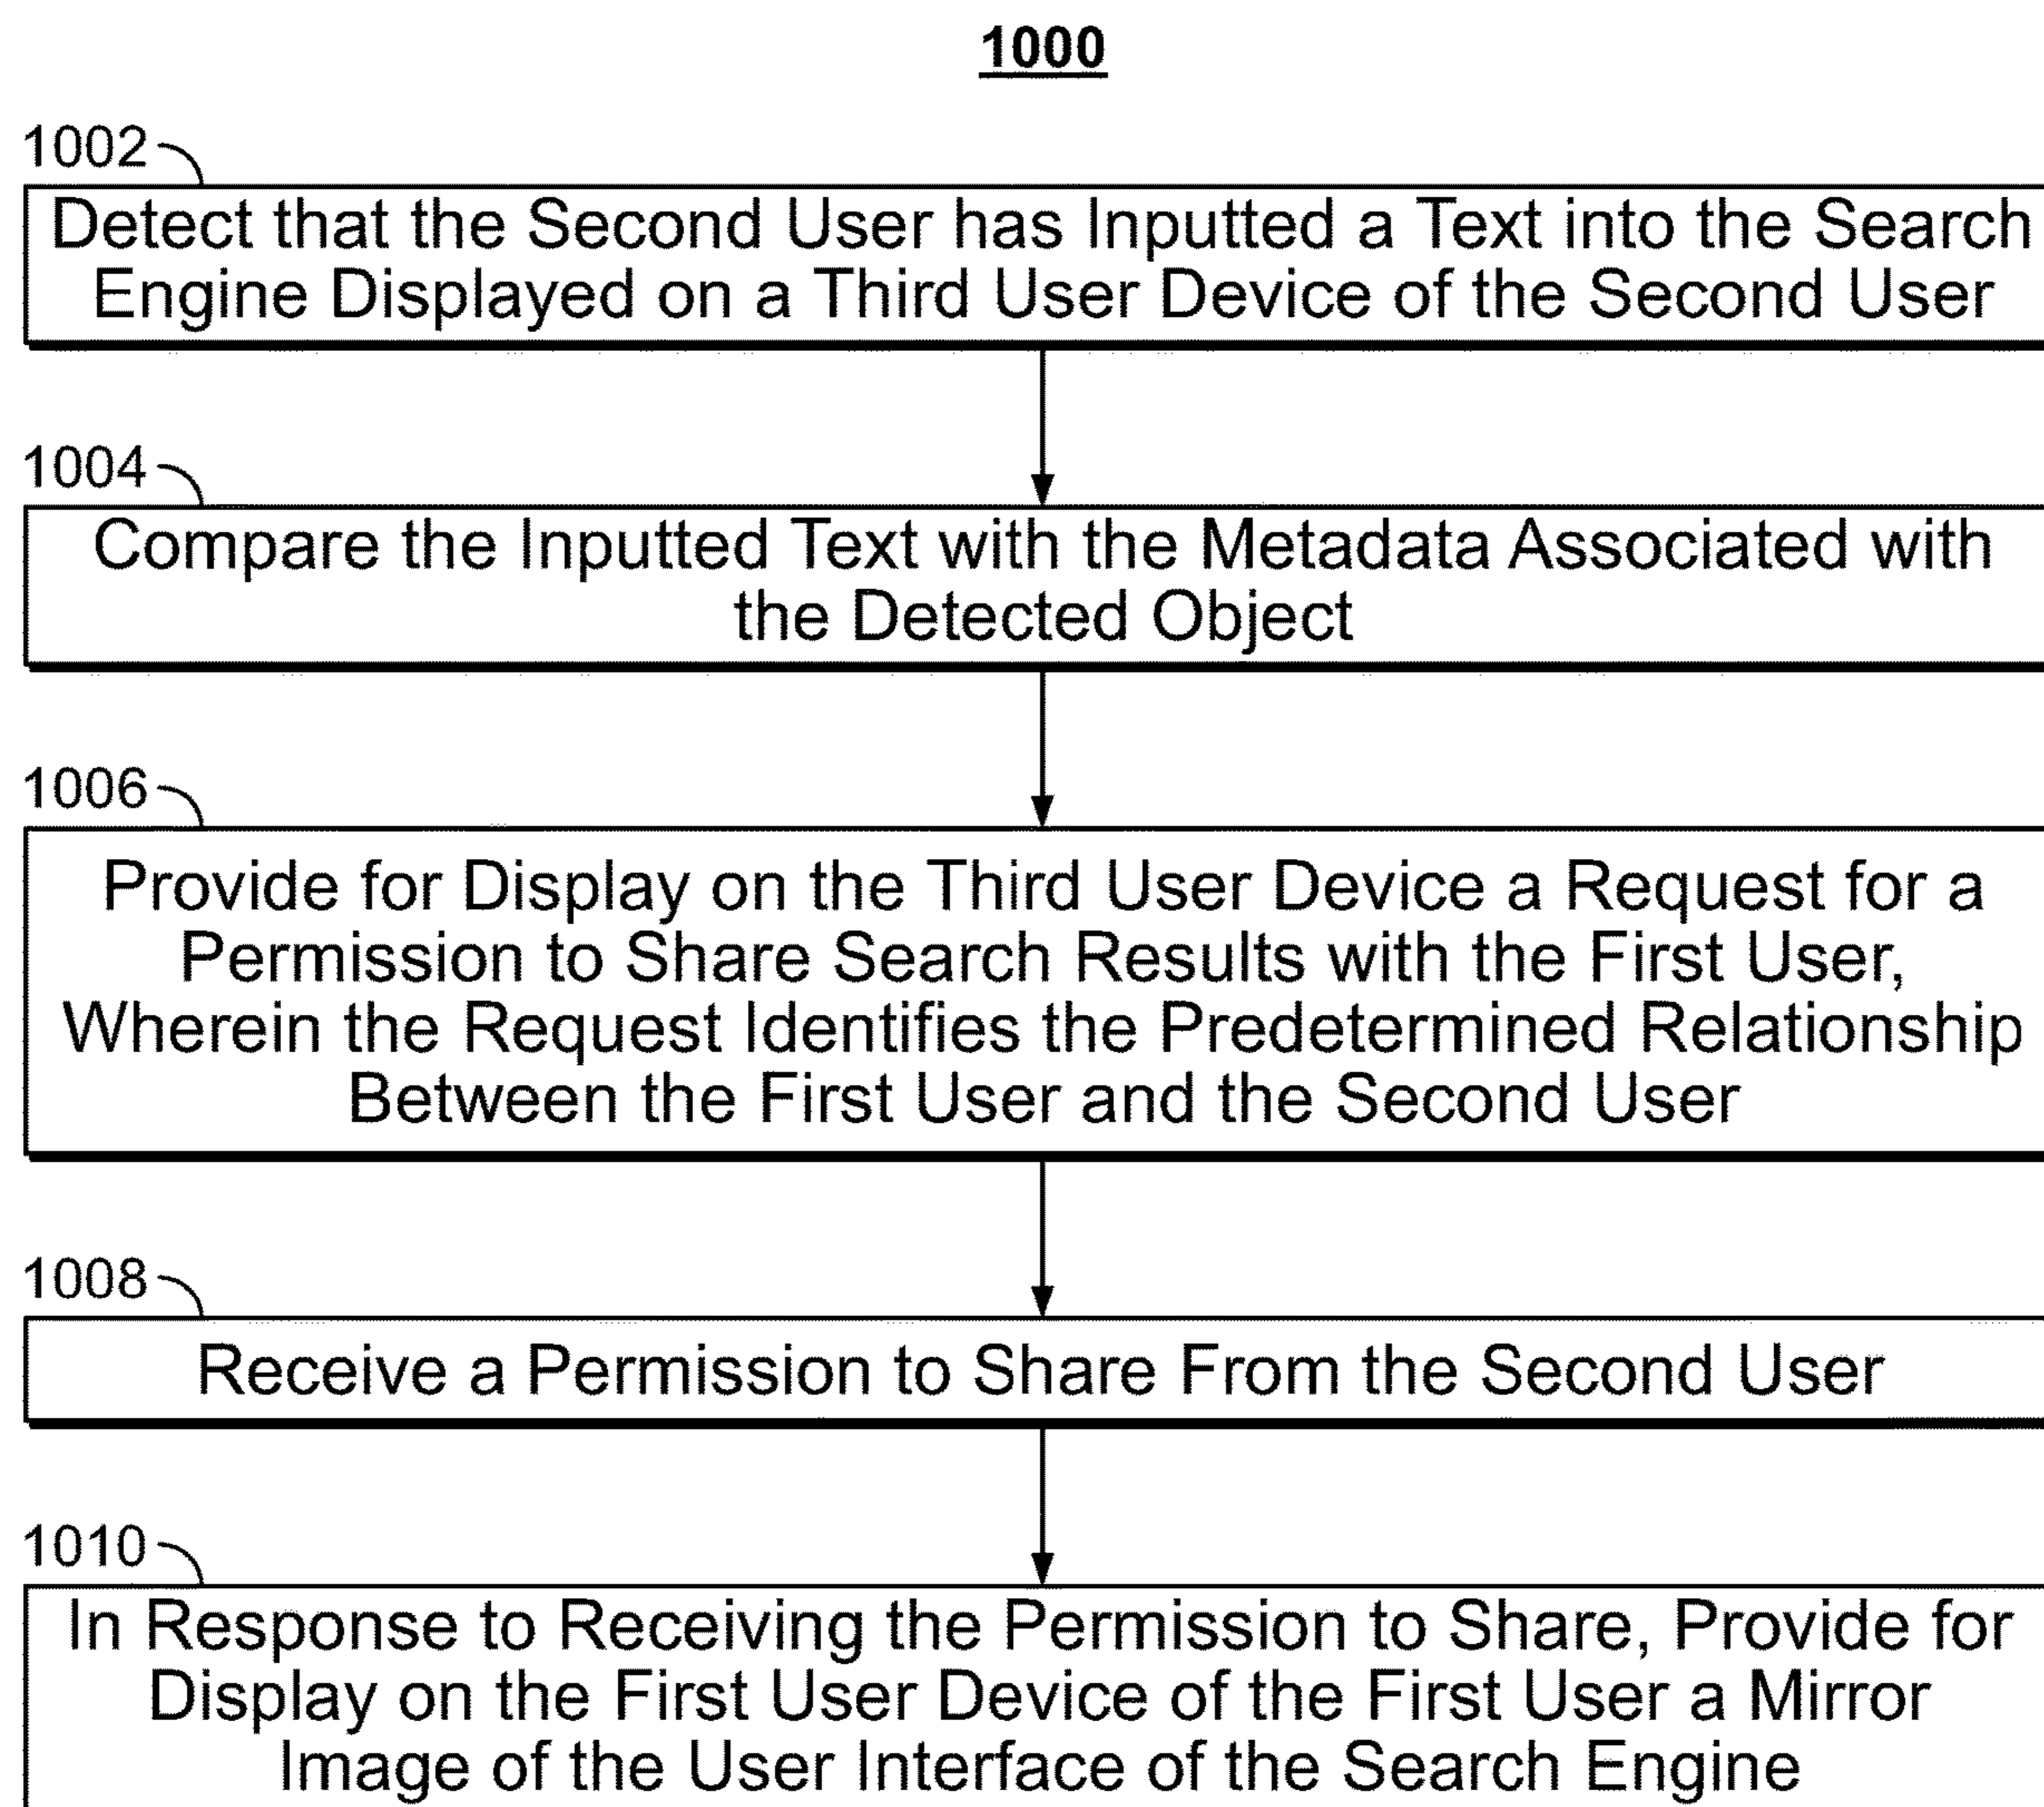 1000
1002
Detect that the Second User has Inputted a Text into the Search
Engine Displayed on a Third User Device of the Second User
1004
Compare the Inputted Text with the Metadata Associated with
the Detected Object
1006
Provide for Display on the Third User Device a Request for a
Permission to Share Search Results with the First User,
Wherein the Request Identifies the Predetermined Relationship
Between the First User and the Second User
1008
Receive a Permission to Share From the Second User
1010
In Response to Receiving the Permission to Share, Provide for
Display on the First User Device of the First User a Mirror
Image of the User Interface of the Search Engine